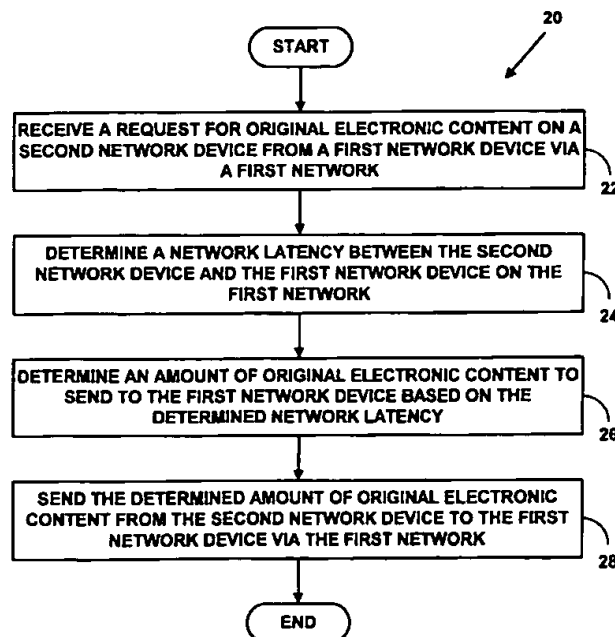 20
START
RECEIVE A REQUEST FOR ORIGINAL ELECTRONIC CONTENT ON A
SECOND NETWORK DEVICE FROM A FIRST NETWORK DEVICE VIA
A FIRST NETWORK
22
DETERMINE A NETWORK LATENCY BETWEEN THE SECOND
NETWORK DEVICE AND THE FIRST NETWORK DEVICE ON THE
FIRST NETWORK
24
DETERMINE AN AMOUNT OF ORIGINAL ELECTRONIC CONTENT TO
SEND TO THE FIRST NETWORK DEVICE BASED ON THE
DETERMINED NETWORK LATENCY
26
SEND THE DETERMINED AMOUNT OF ORIGINAL ELECTRONIC
CONTENT FROM THE SECOND NETWORK DEVICE TO THE FIRST
NETWORK DEVICE VIA THE FIRST NETWORK
28
END